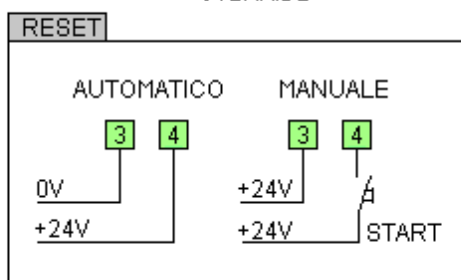 RESET
AUTOMATICO MANUALE
3 4 3 4
0V +24V
+24V +24V START